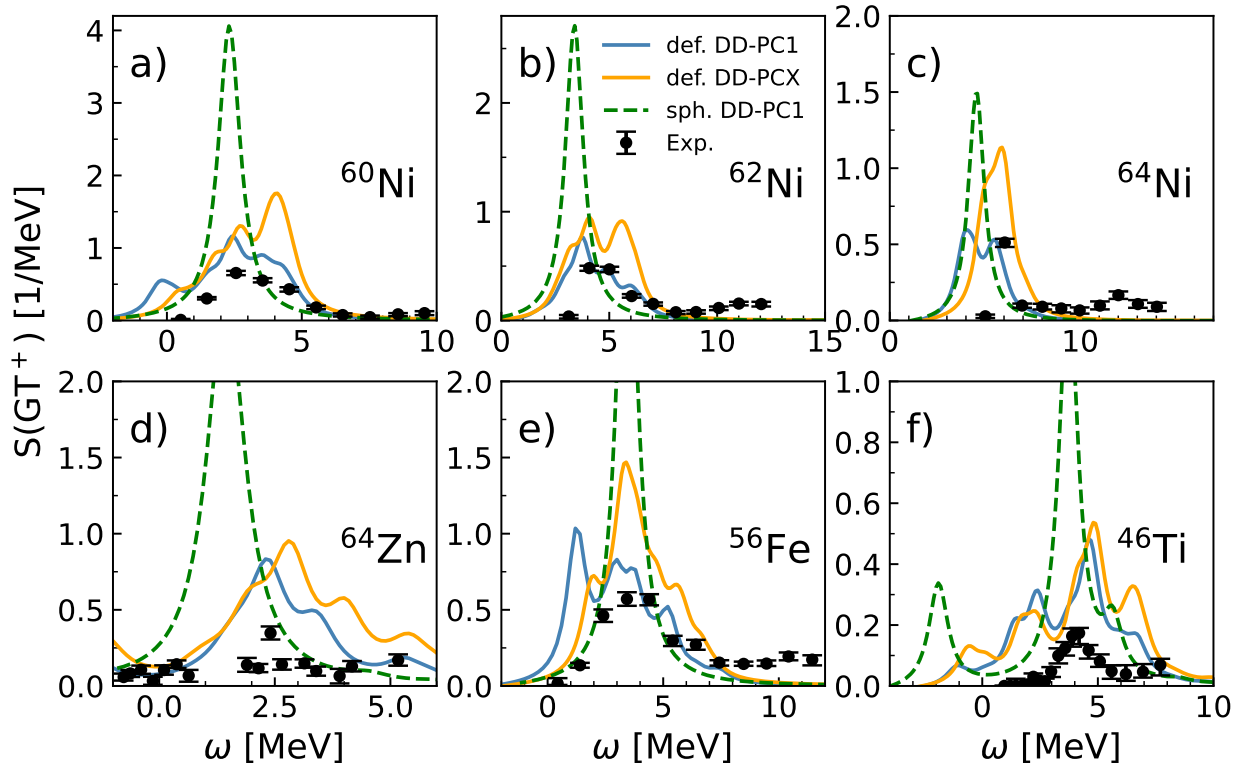 S(GT⁺) [1/MeV]
a)
⁶⁰Ni
4
3
2
1
0
0 5 10
b)
def. DD-PC1
def. DD-PCX
sph. DD-PC1
Exp.
⁶²Ni
2
1
0
0 5 10 15
c)
⁶⁴Ni
2.0
1.5
1.0
0.5
0.0
0 10
d)
⁶⁴Zn
2.0
1.5
1.0
0.5
0.0
0.0 2.5 5.0
ω [MeV]
e)
⁵⁶Fe
2.0
1.5
1.0
0.5
0.0
0 5 10
ω [MeV]
f)
⁴⁶Ti
1.0
0.8
0.6
0.4
0.2
0.0
0 5 10
ω [MeV]